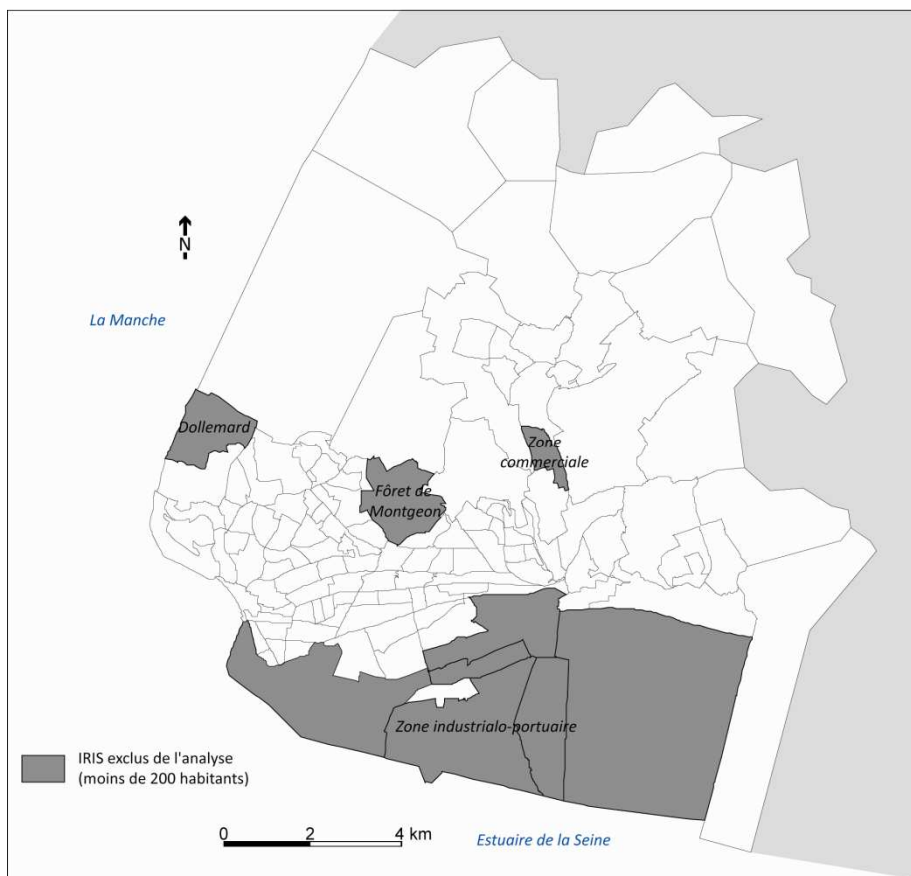 N
La Manche
Dollemard
Zone
commerciale
Fôret de
Montgeon
Zone industrialo-portuaire
IRIS exclus de l'analyse
(moins de 200 habitants)
0 2 4 km
Estuaire de la Seine